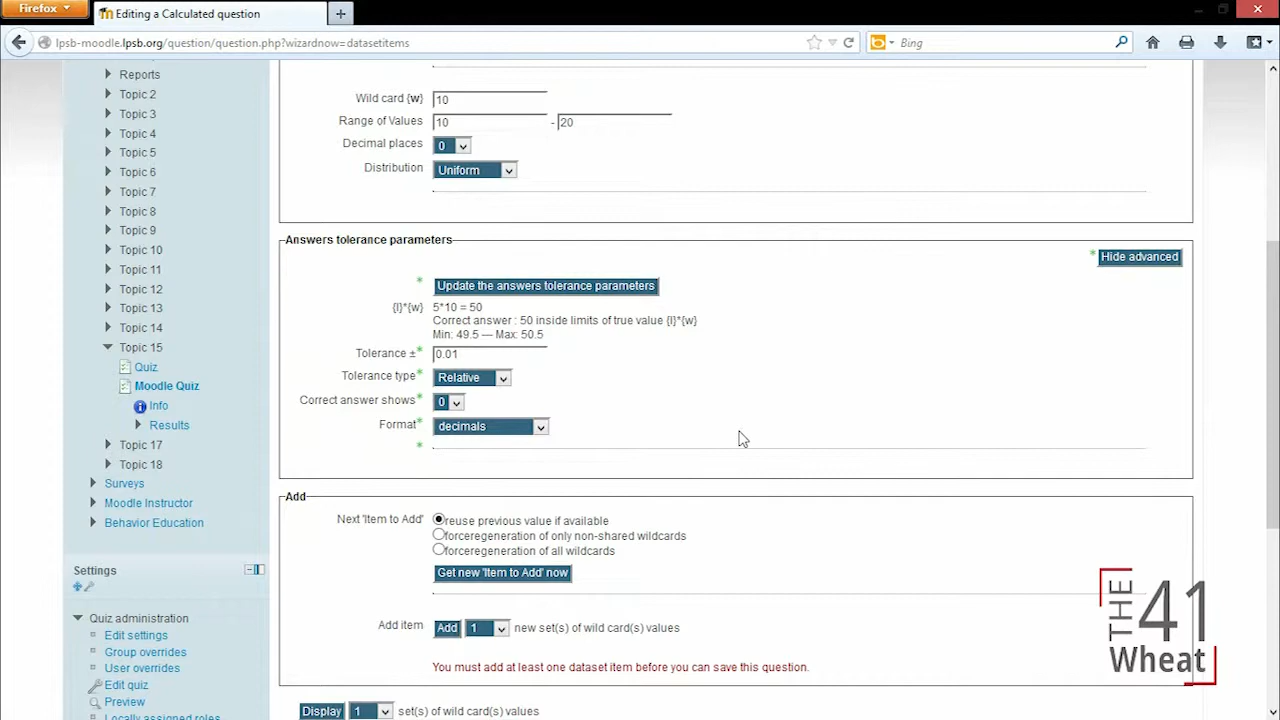 Firefox
Editing a Calculated question
lpsb-moodle.lpsb.org/question/question.php?wizardnow=datasetitems
Bing
Reports
Topic 2
Topic 3
Topic 4
Topic 5
Topic 6
Topic 7
Topic 8
Topic 9
Topic 10
Topic 11
Topic 12
Topic 13
Topic 14
Topic 15
Quiz
Moodle Quiz
Info
Results
Topic 17
Topic 18
Surveys
Moodle Instructor
Behavior Education
Settings
Quiz administration
Edit settings
Group overrides
User overrides
Edit quiz
Preview
Locally assigned roles
Wild card {w} 10
Range of Values 10 - 20
Decimal places 0
Distribution Uniform
Answers tolerance parameters
* Hide advanced
* Update the answers tolerance parameters
{l}*{w} 5*10 = 50
Correct answer : 50 inside limits of true value {l}*{w}
Min: 49.5 --- Max: 50.5
Tolerance ±* 0.01
Tolerance type* Relative
Correct answer shows* 0
Format* decimals
*
Add
Next 'Item to Add' reuse previous value if available
forceregeneration of only non-shared wildcards
forceregeneration of all wildcards
Get new 'Item to Add' now
Add item Add 1 new set(s) of wild card(s) values
You must add at least one dataset item before you can save this question.
Display 1 set(s) of wild card(s) values
THE 41
Wheat